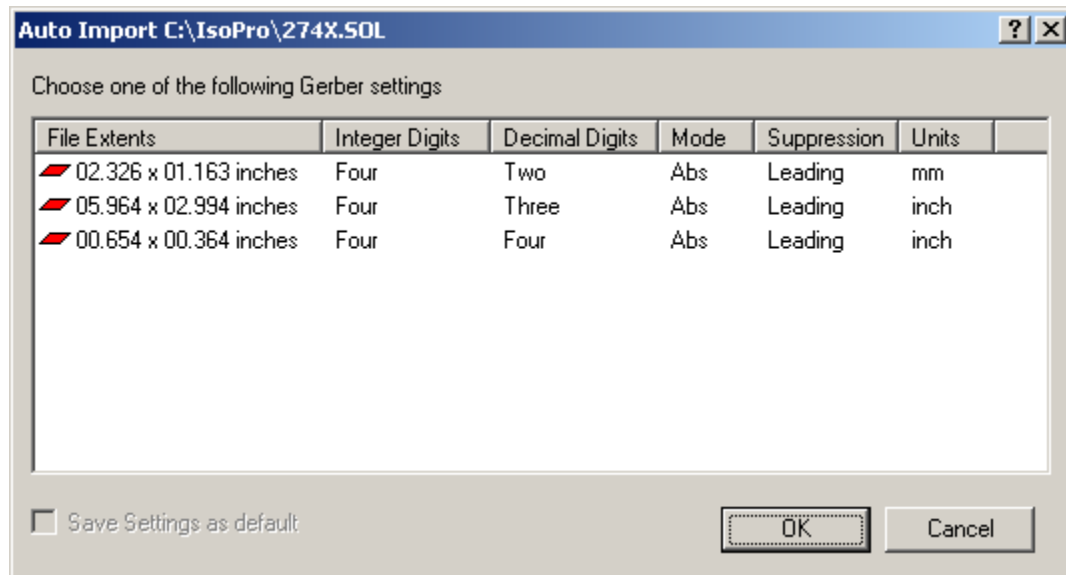 Auto Import C:\IsoPro\274X.SOL
Choose one of the following Gerber settings
File Extents Integer Digits Decimal Digits Mode Suppression Units
02.326 x 01.163 inches Four Two Abs Leading mm
05.964 x 02.994 inches Four Three Abs Leading inch
00.654 x 00.364 inches Four Four Abs Leading inch
Save Settings as default OK Cancel